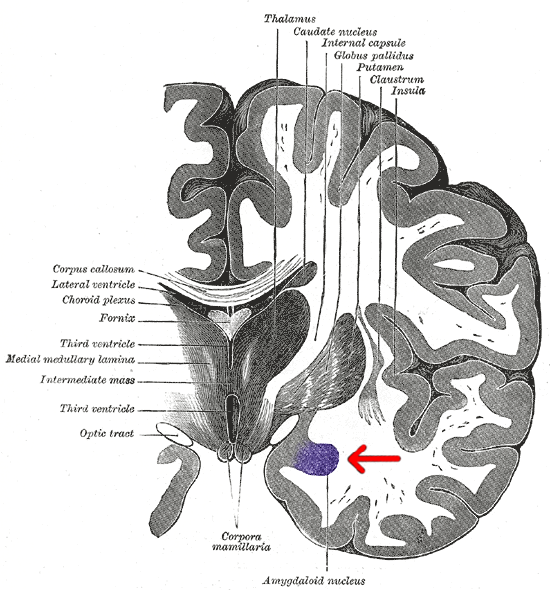 Thalamus
Caudate nucleus
Internal capsule
Globus pallidus
Putamen
Claustrum
Insula
Corpus callosum
Lateral ventricle
Choroid plexus
Fornix
Third ventricle
Medial medullary lamina
Intermediate mass
Third ventricle
Optic tract
Corpora
mamillaria
Amygdaloid nucleus